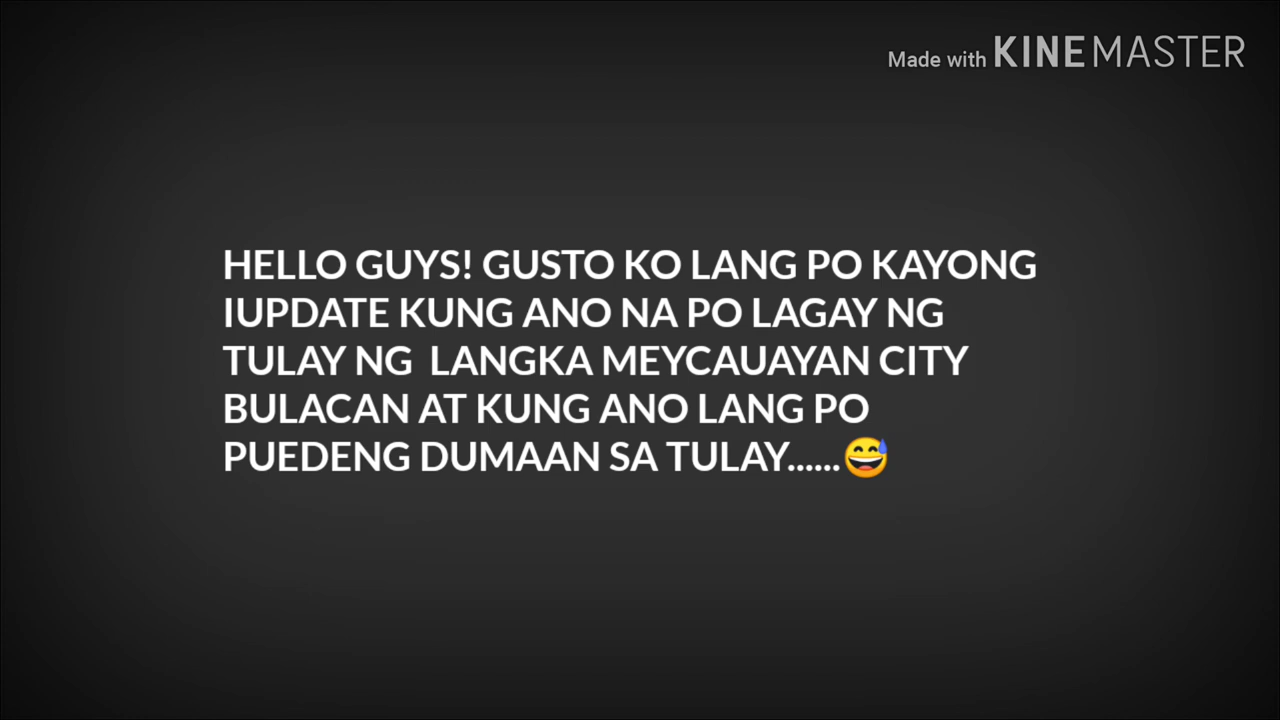 Made with KINEMASTER
HELLO GUYS! GUSTO KO LANG PO KAYONG
IUPDATE KUNG ANO NA PO LAGAY NG
TULAY NG  LANGKA MEYCAUAYAN CITY
BULACAN AT KUNG ANO LANG PO
PUEDENG DUMAAN SA TULAY......😅